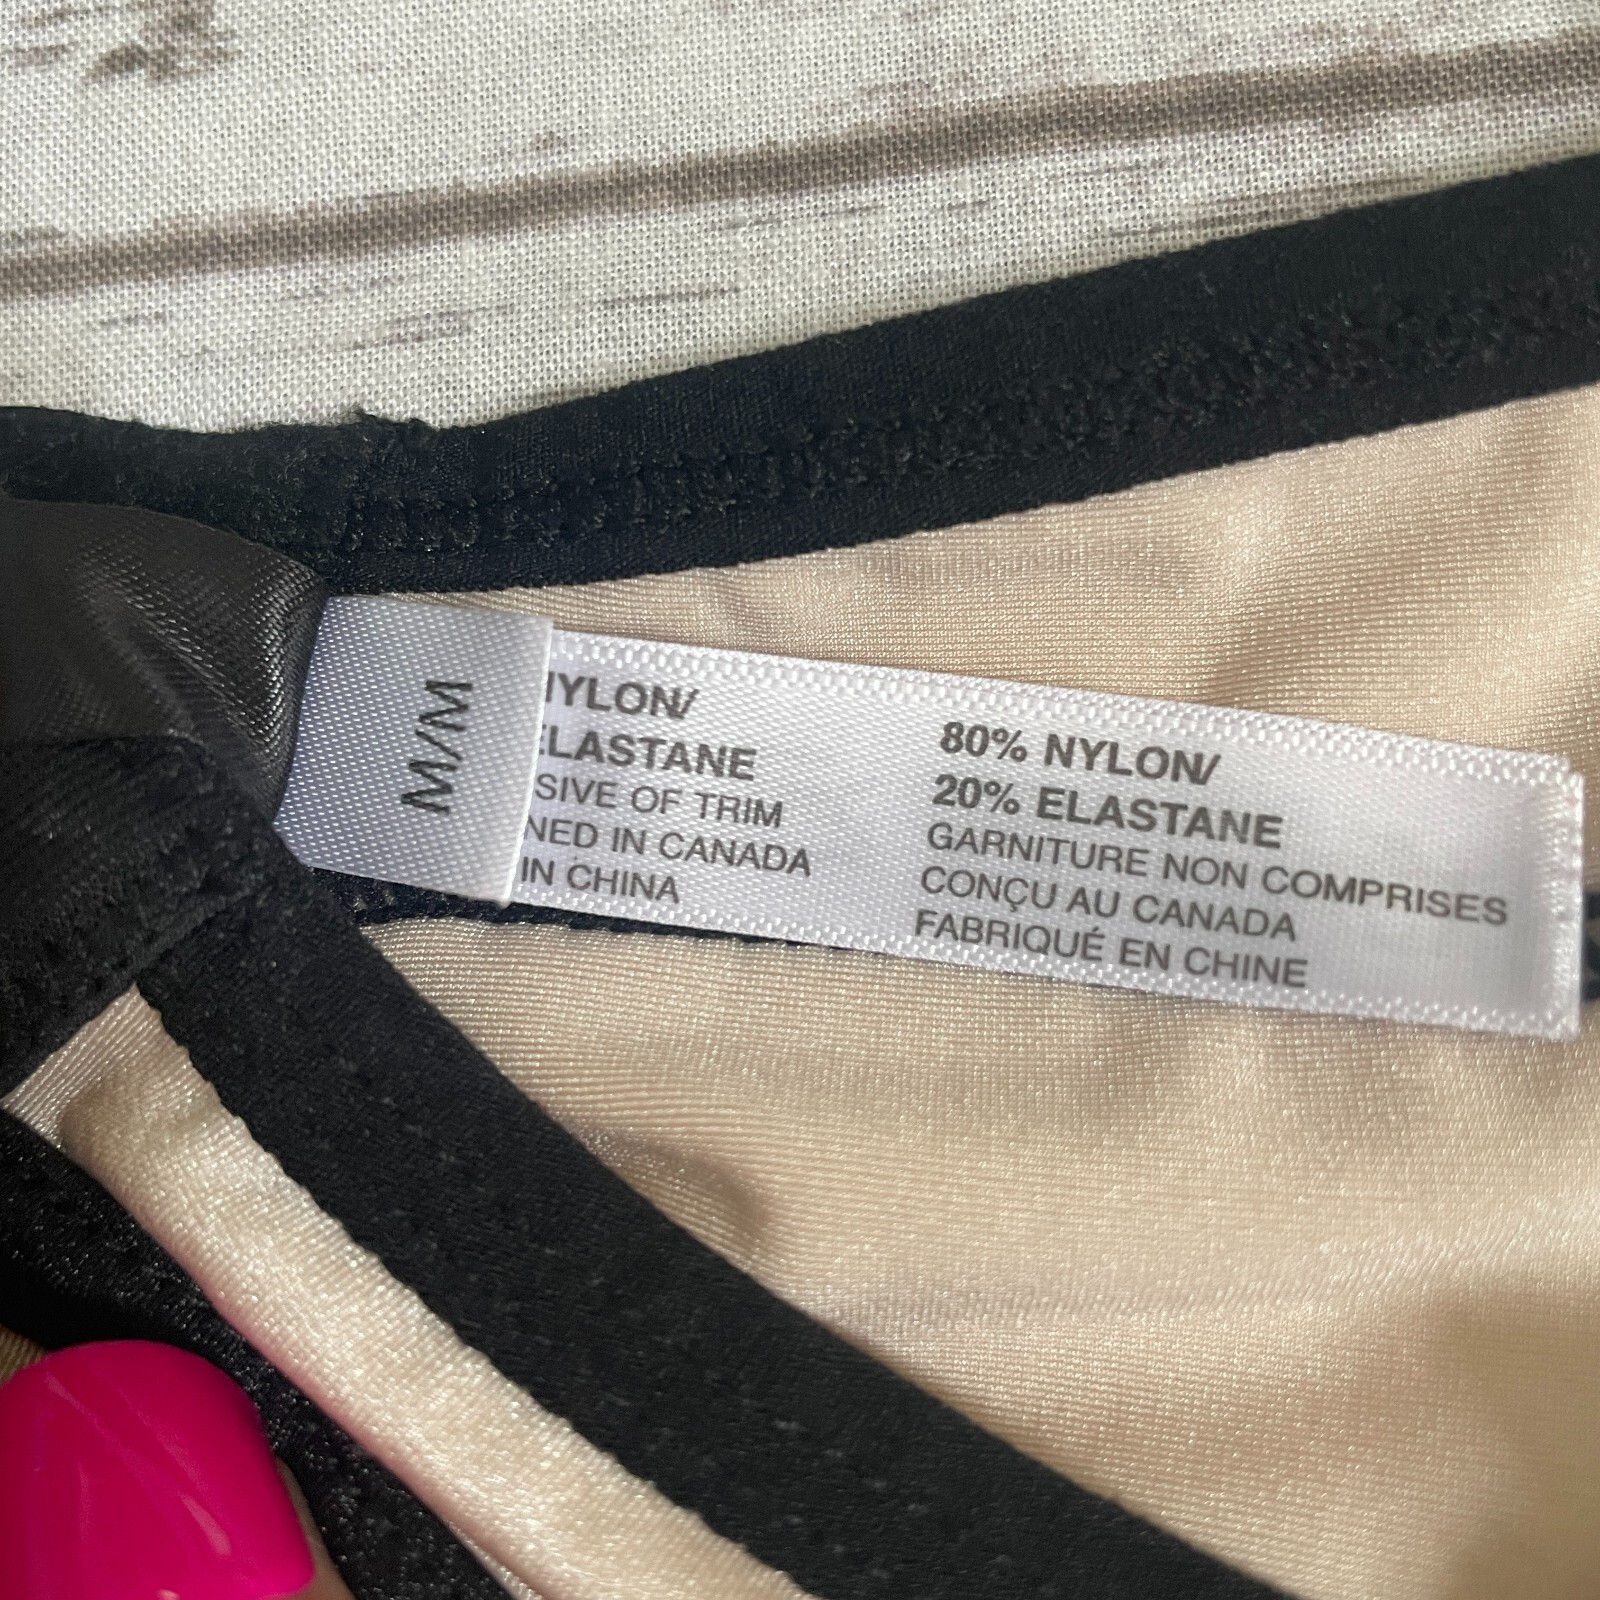 M/M
NYLON/
ELASTANE
SIVE OF TRIM
NED IN CANADA
IN CHINA
80% NYLON/
20% ELASTANE
GARNITURE NON COMPRISES
CONÇU AU CANADA
FABRIQUÉ EN CHINE